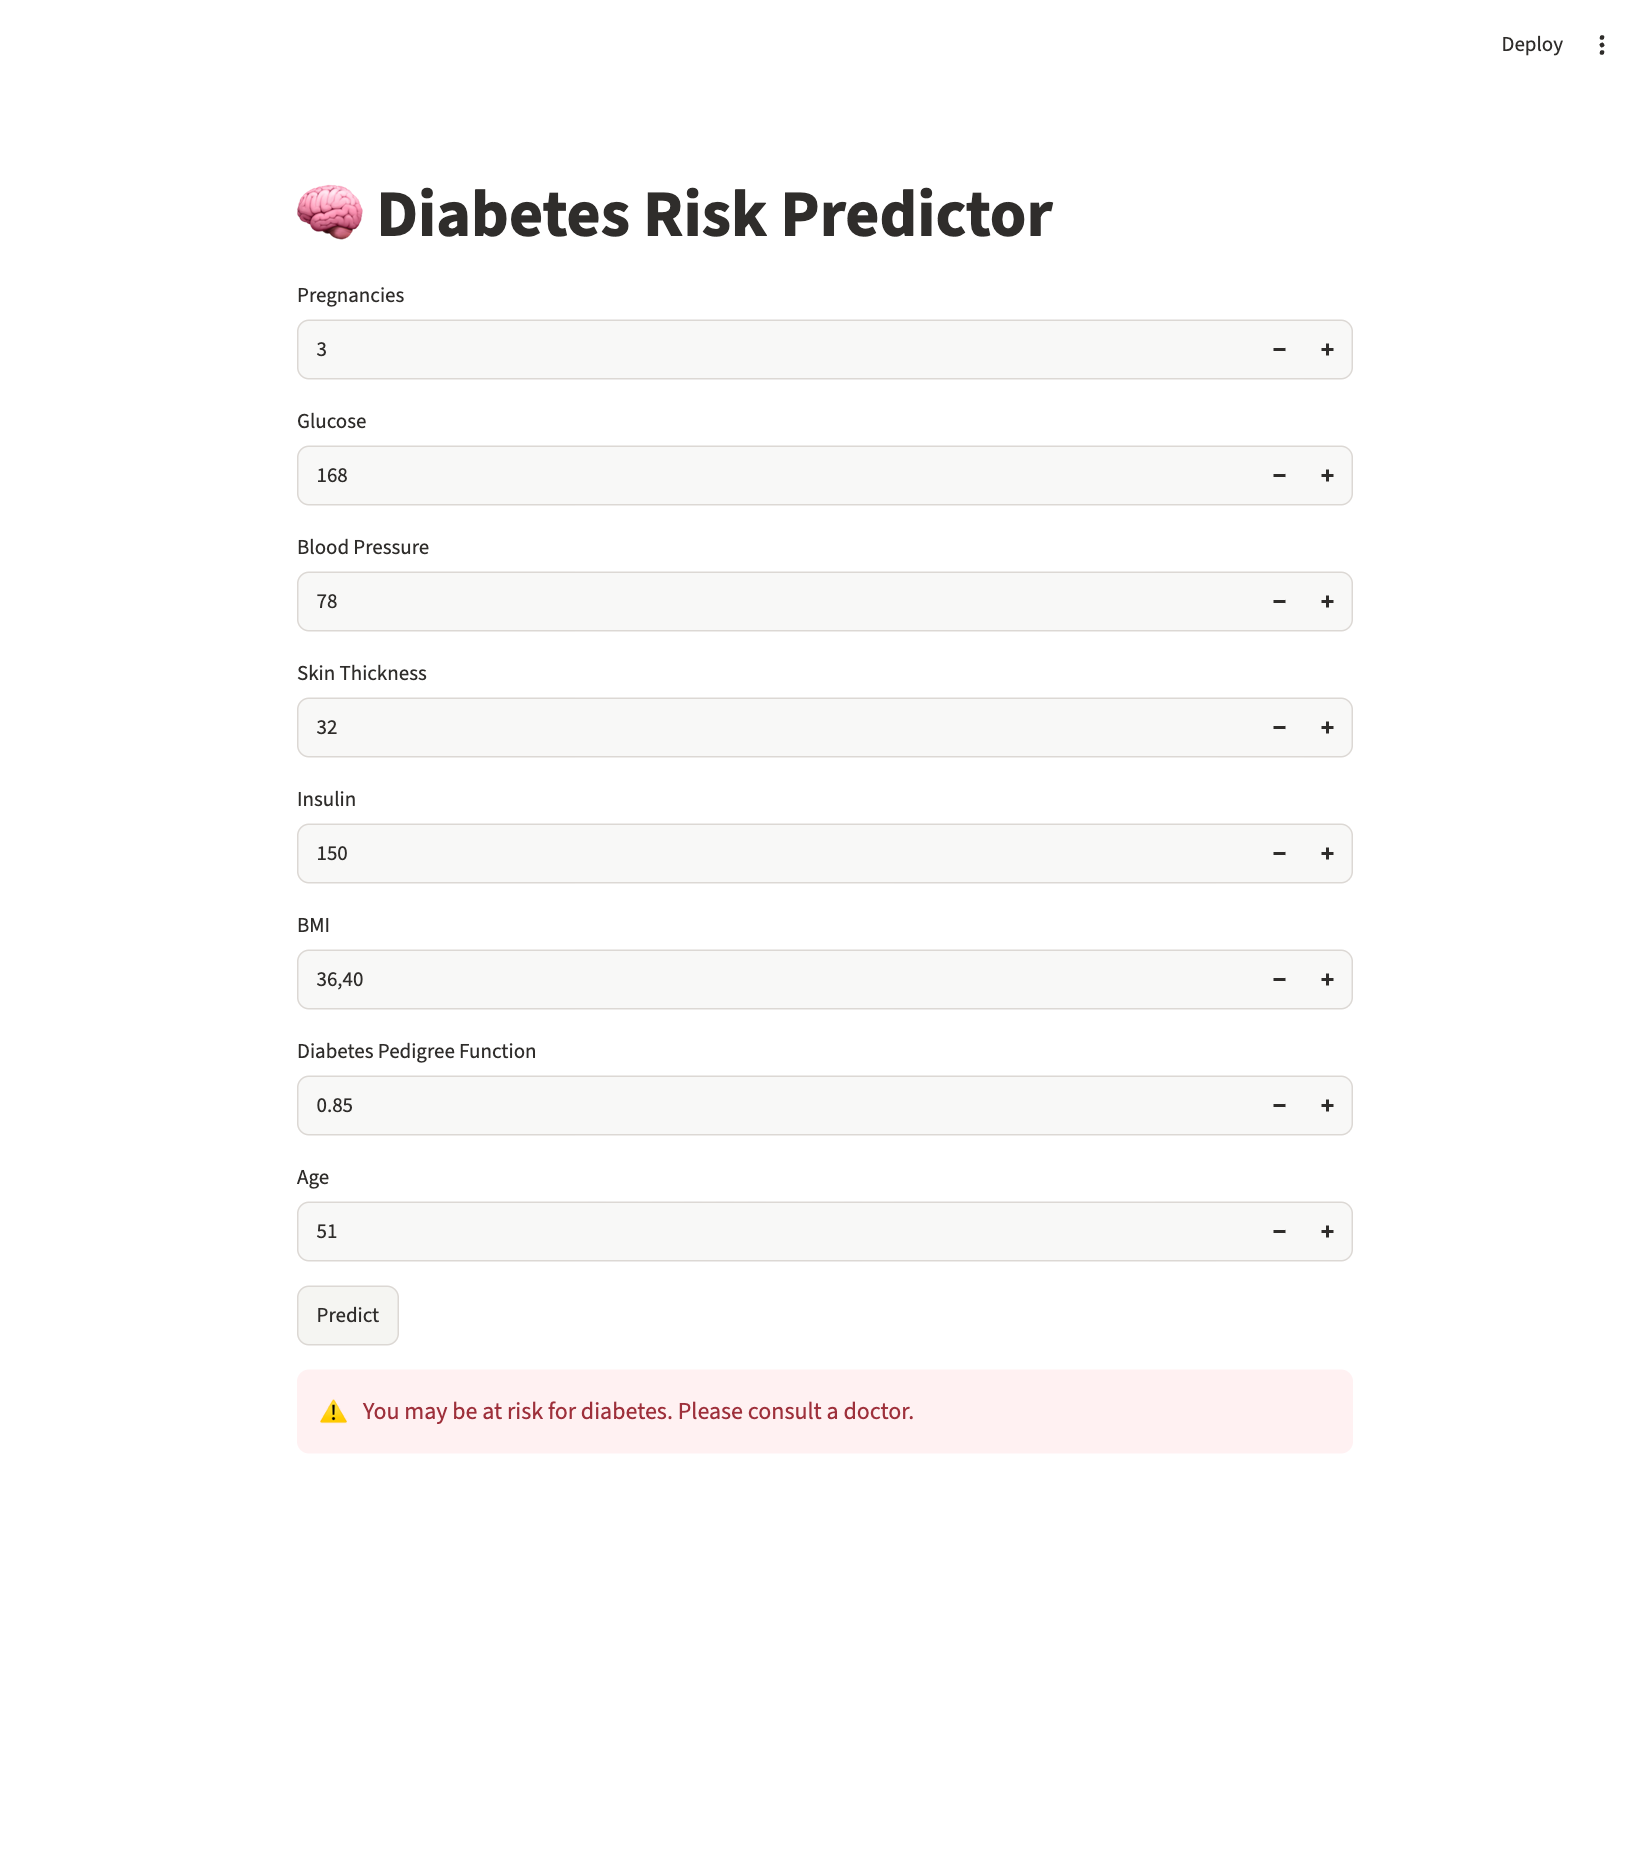 Deploy
🧠 Diabetes Risk Predictor
Pregnancies
3
Glucose
168
Blood Pressure
78
Skin Thickness
32
Insulin
150
BMI
36,40
Diabetes Pedigree Function
0.85
Age
51
Predict
⚠️ You may be at risk for diabetes. Please consult a doctor.